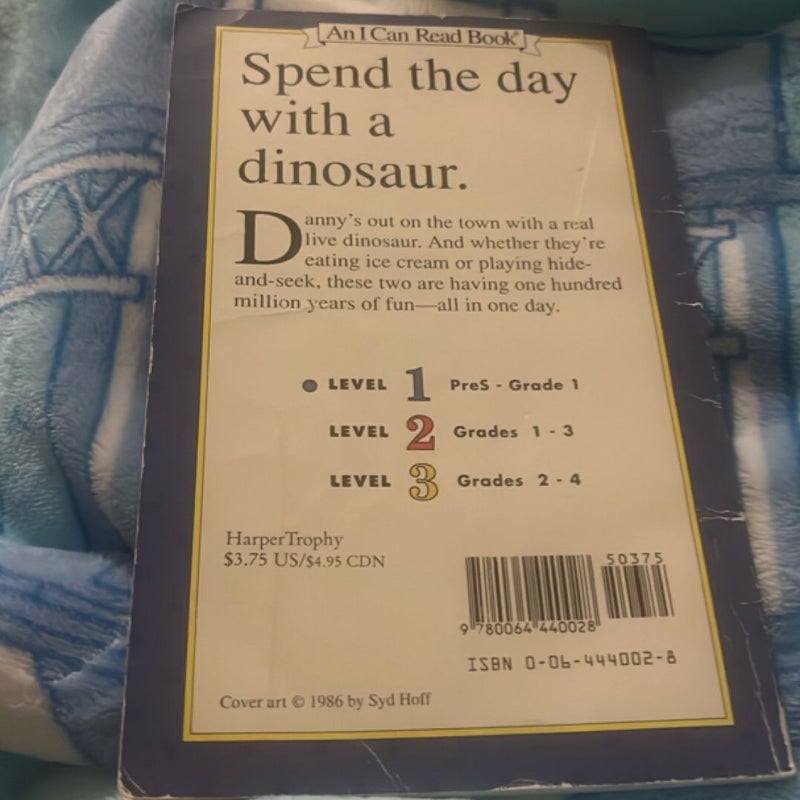 An I Can Read Book®
Spend the day
with a
dinosaur.
Danny's out on the town with a real
live dinosaur. And whether they're
eating ice cream or playing hide-
and-seek, these two are having one hundred
million years of fun—all in one day.
● LEVEL 1 PreS - Grade 1
LEVEL 2 Grades 1 - 3
LEVEL 3 Grades 2 - 4
HarperTrophy
$3.75 US/$4.95 CDN
50375
9 780064 440028
ISBN 0-06-444002-8
Cover art © 1986 by Syd Hoff